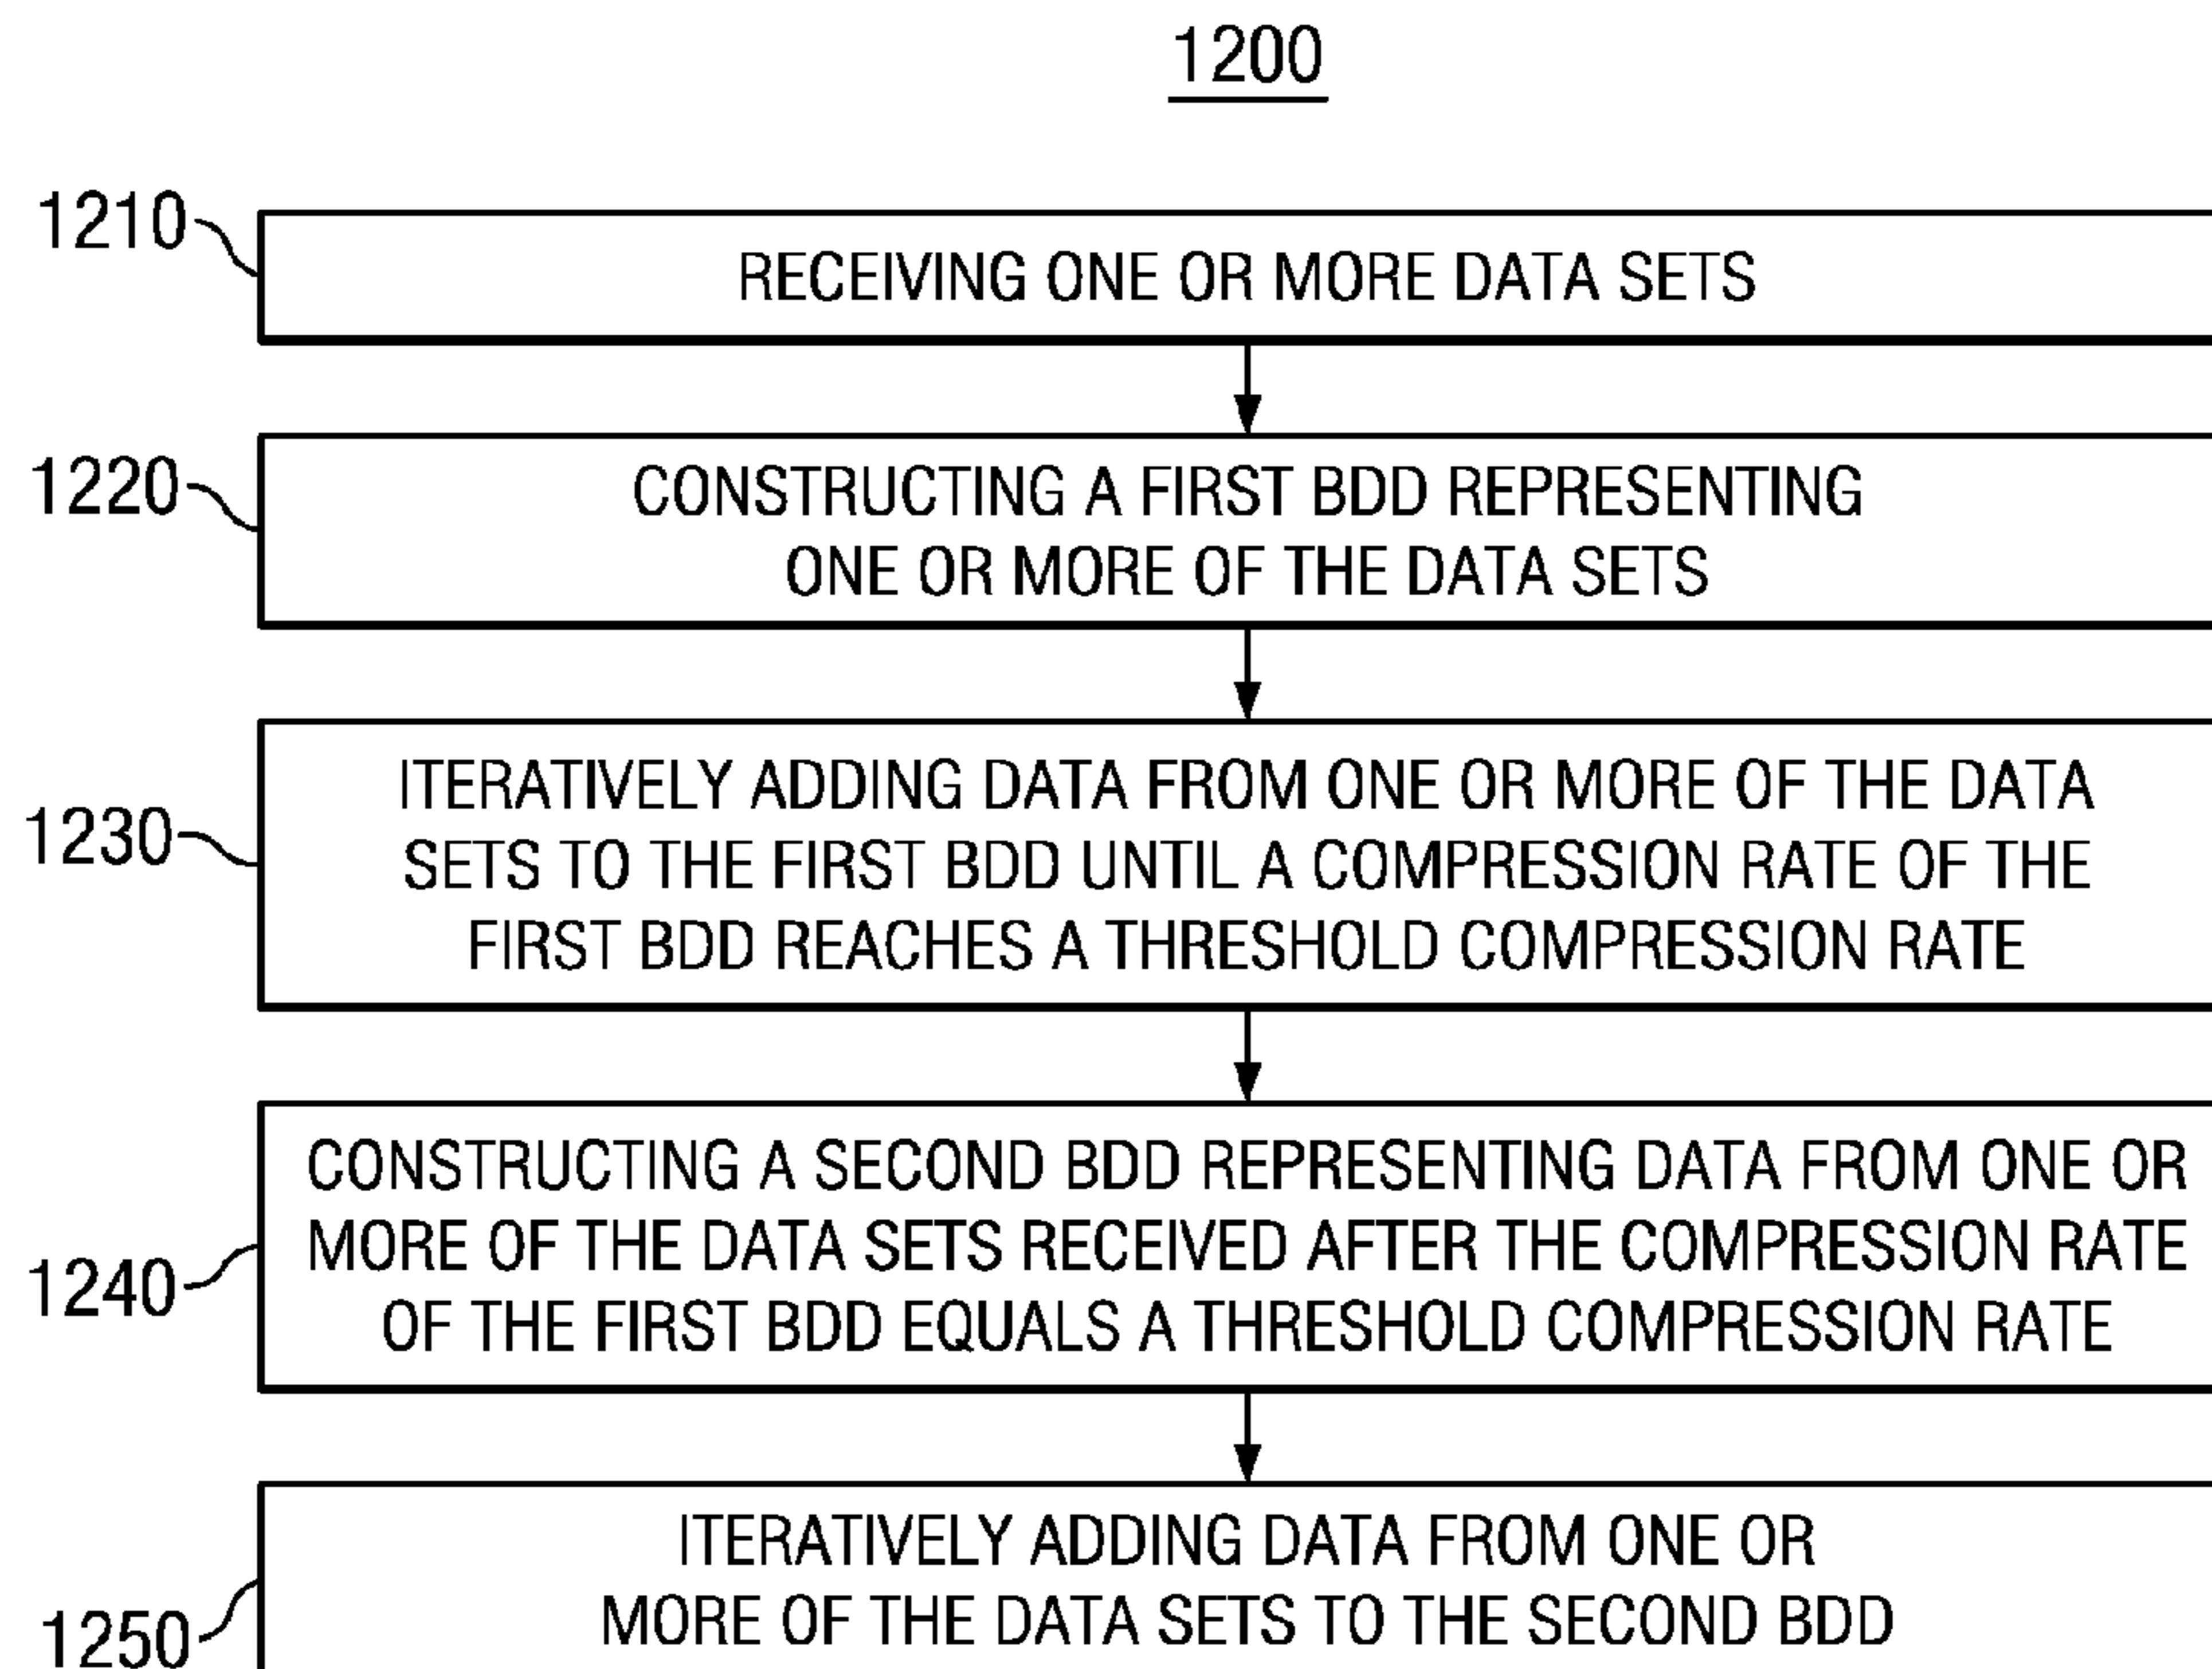 1200
1210
RECEIVING ONE OR MORE DATA SETS
1220
CONSTRUCTING A FIRST BDD REPRESENTING
ONE OR MORE OF THE DATA SETS
1230
ITERATIVELY ADDING DATA FROM ONE OR MORE OF THE DATA
SETS TO THE FIRST BDD UNTIL A COMPRESSION RATE OF THE
FIRST BDD REACHES A THRESHOLD COMPRESSION RATE
1240
CONSTRUCTING A SECOND BDD REPRESENTING DATA FROM ONE OR
MORE OF THE DATA SETS RECEIVED AFTER THE COMPRESSION RATE
OF THE FIRST BDD EQUALS A THRESHOLD COMPRESSION RATE
1250
ITERATIVELY ADDING DATA FROM ONE OR
MORE OF THE DATA SETS TO THE SECOND BDD